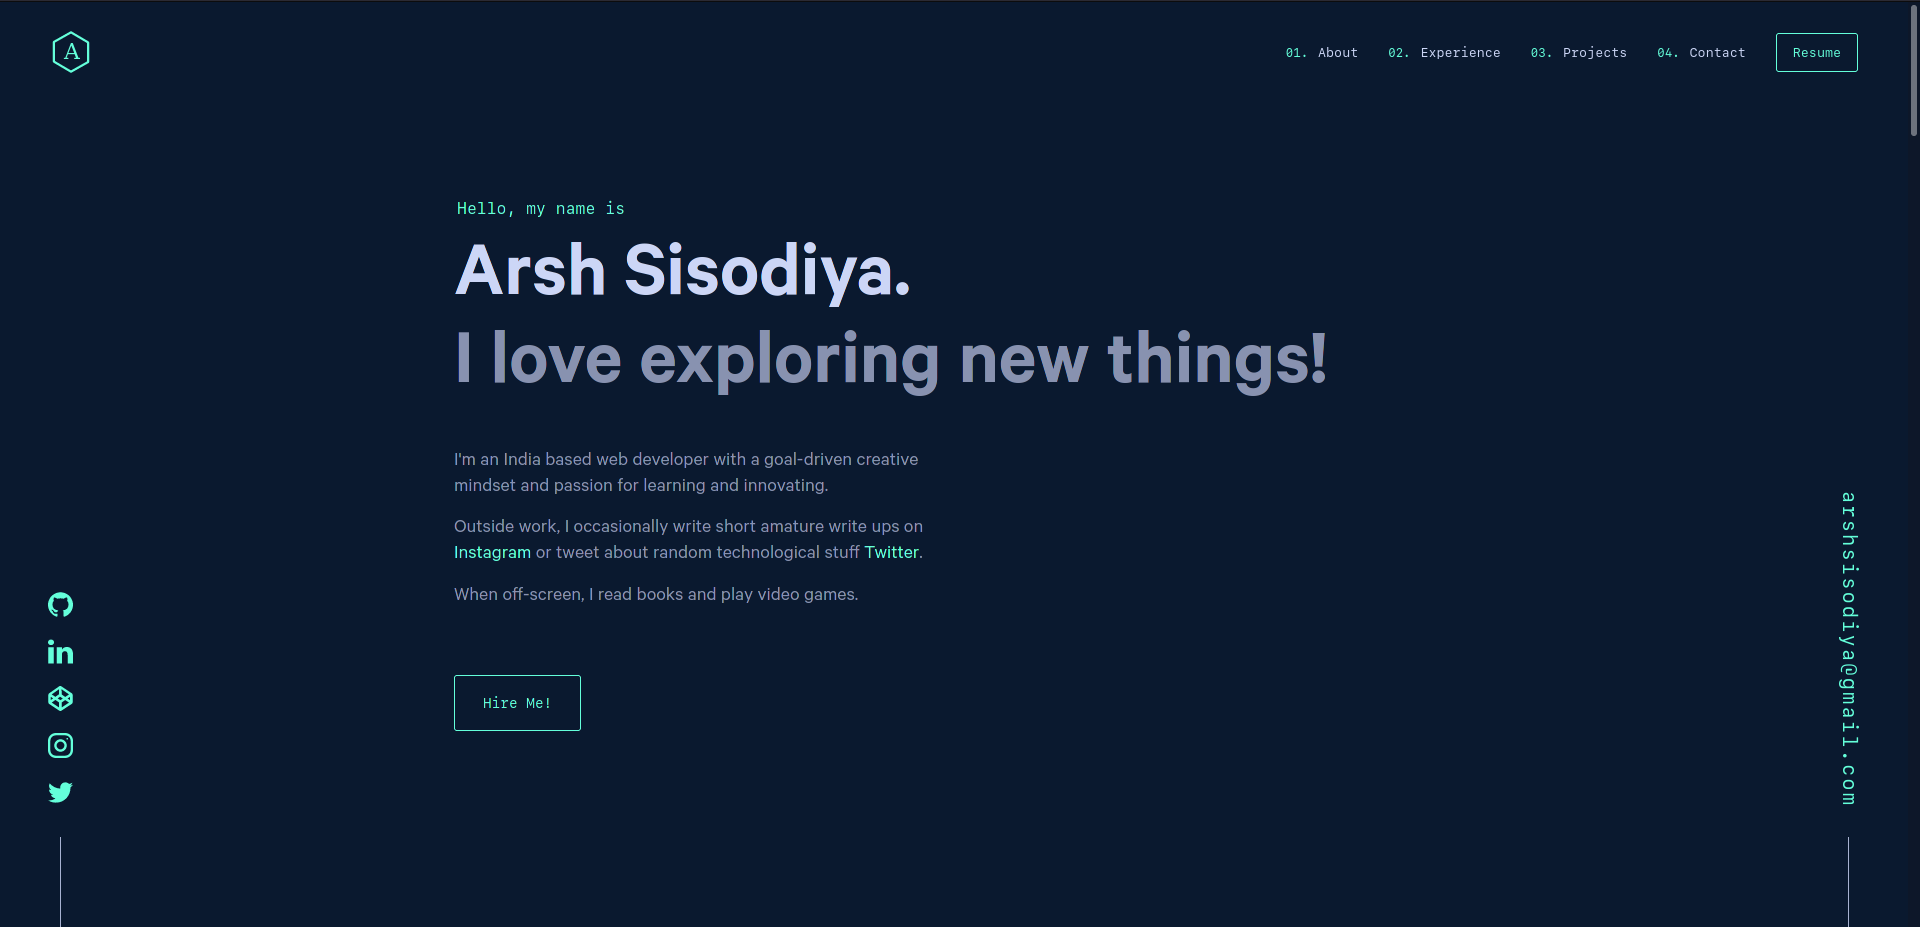 A
01. About
02. Experience
03. Projects
04. Contact
Resume
Hello, my name is
Arsh Sisodiya.
I love exploring new things!
I'm an India based web developer with a goal-driven creative
mindset and passion for learning and innovating.
Outside work, I occasionally write short amature write ups on
Instagram or tweet about random technological stuff Twitter.
When off-screen, I read books and play video games.
Hire Me!
arshsisodiya@gmail.com